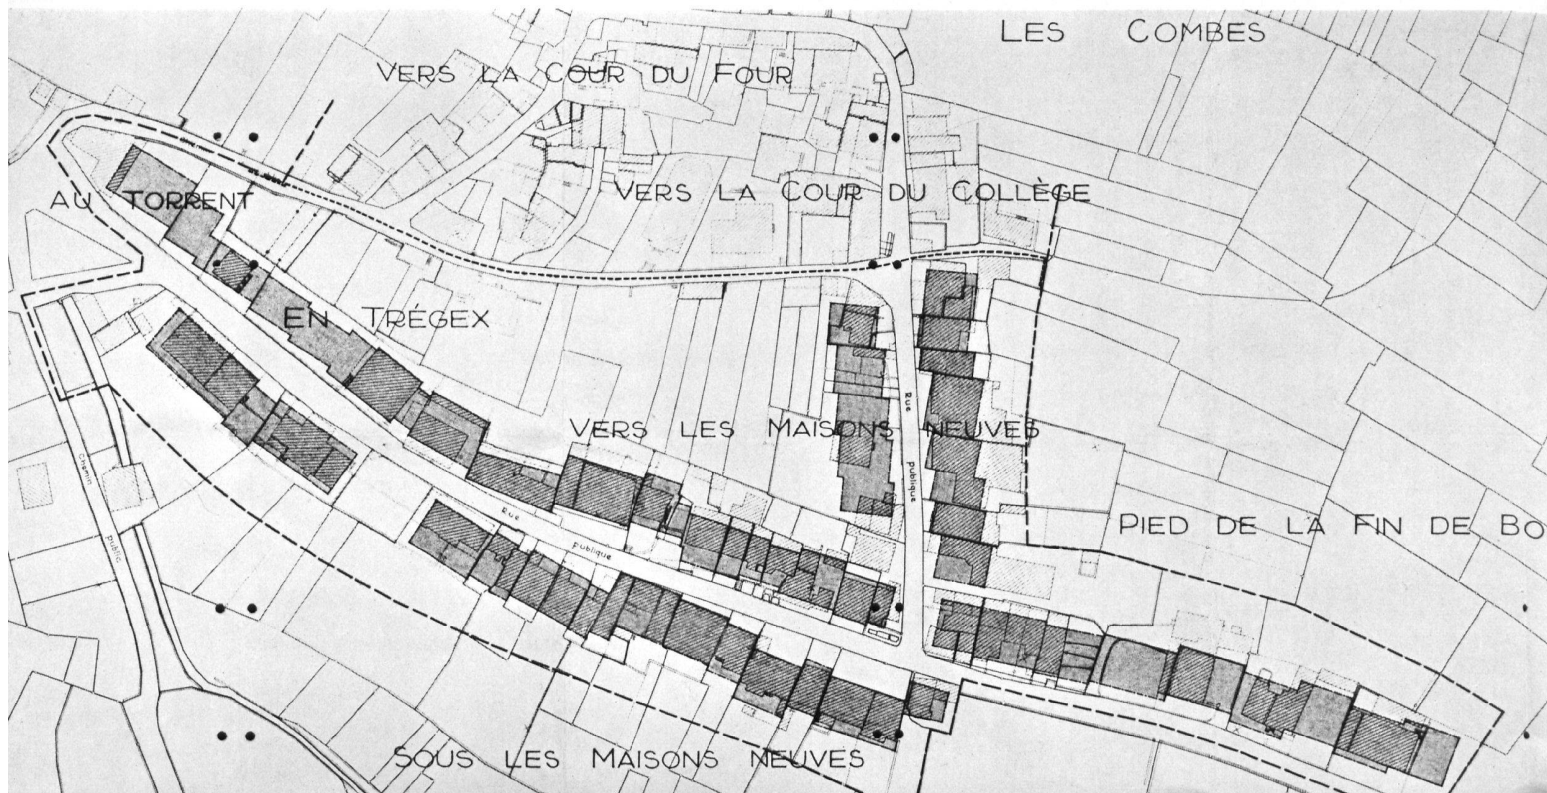 LES COMBES
VERS LA COUR DU FOUR
AU TORRENT
VERS LA COUR DU COLLÈGE
EN TRÉGEX
VERS LES MAISONS NEUVES
Rue
publique
Chemin
public
Rue
publique
PIED DE LA FIN DE BO
SOUS LES MAISONS NEUVES